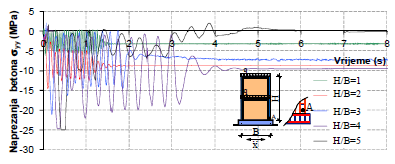 Naprezanja betona σyy (MPa)
5
0
-5
-10
-15
-20
-25
-30
0 1 2 3 4 5 6 7 8
Vrijeme (s)
H/B=1
H/B=2
H/B=3
H/B=4
H/B=5
H
B
x
A